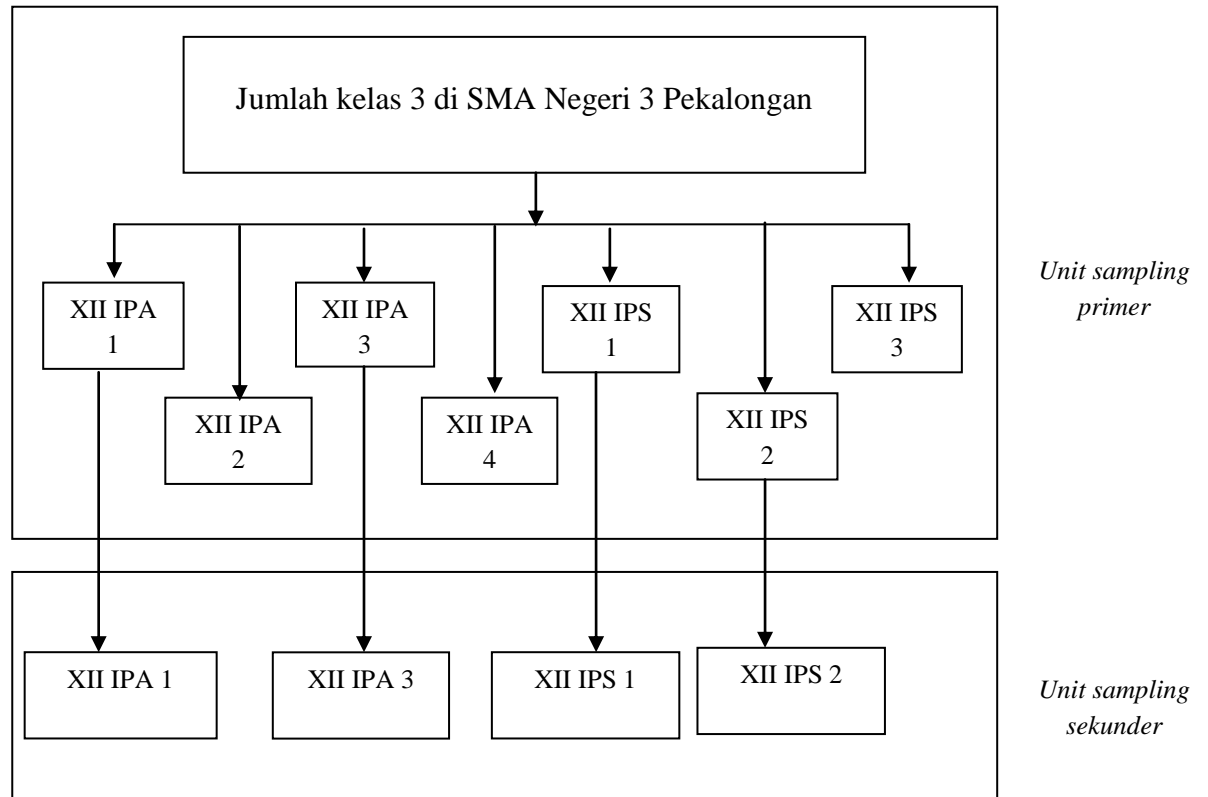 Jumlah kelas 3 di SMA Negeri 3 Pekalongan
XII IPA
1
XII IPA
3
XII IPS
1
XII IPS
3
XII IPA
2
XII IPA
4
XII IPS
2
Unit sampling
primer
XII IPA 1
XII IPA 3
XII IPS 1
XII IPS 2
Unit sampling
sekunder